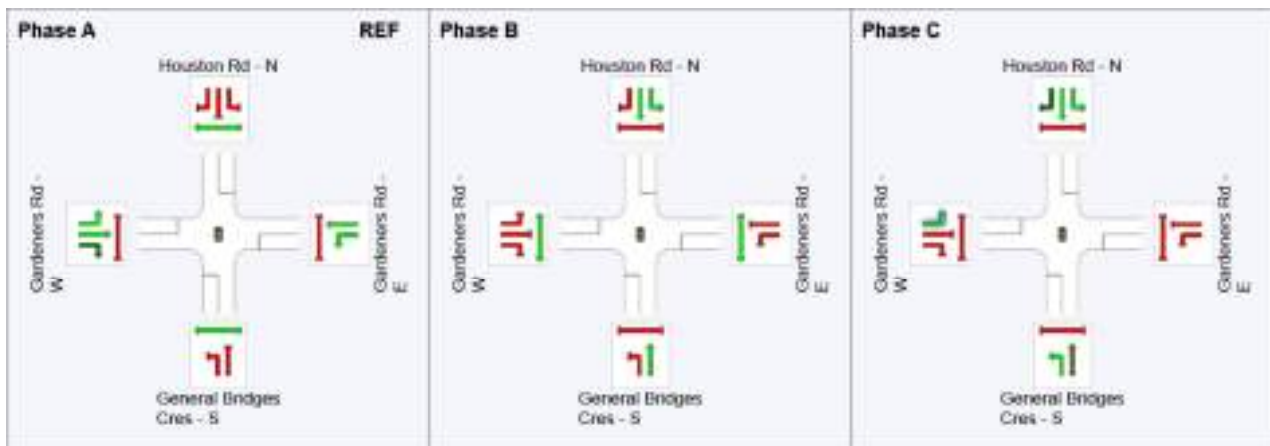 Phase A
REF
Houston Rd - N
Gardeners Rd -
W
Gardeners Rd -
E
General Bridges
Cres - S
Phase B
Houston Rd - N
Gardeners Rd -
W
Gardeners Rd -
E
General Bridges
Cres - S
Phase C
Houston Rd - N
Gardeners Rd -
W
Gardeners Rd -
E
General Bridges
Cres - S